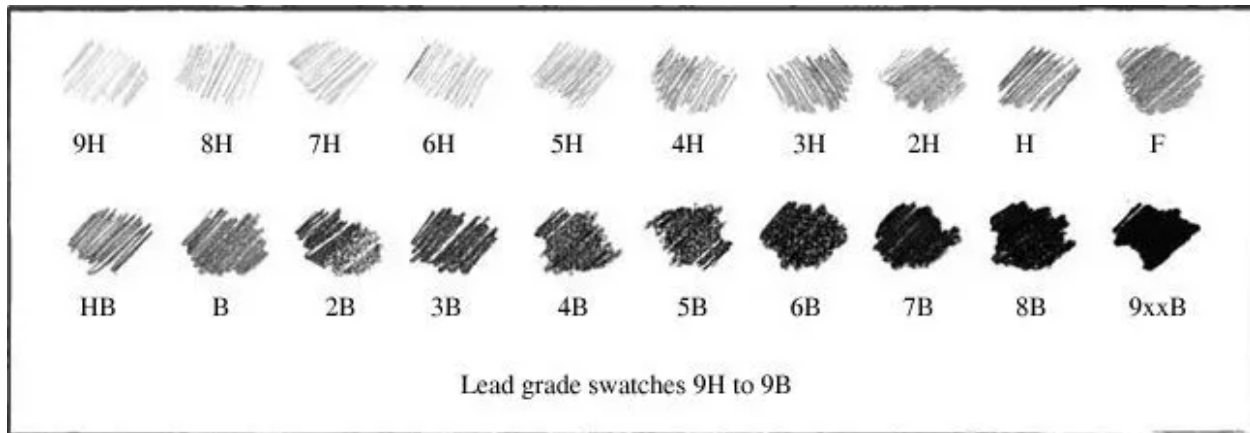 9H 8H 7H 6H 5H 4H 3H 2H H F
HB B 2B 3B 4B 5B 6B 7B 8B 9xxB
Lead grade swatches 9H to 9B